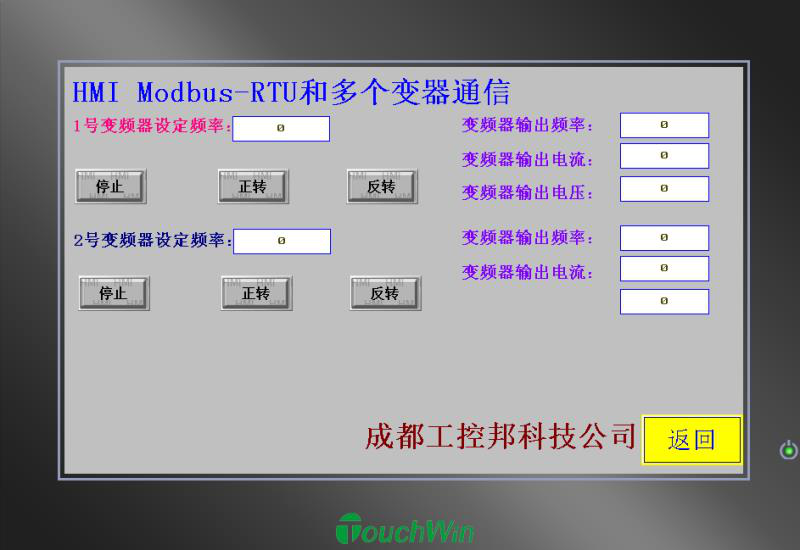 HMI Modbus-RTU和多个变器通信
1号变频器设定频率: 0
变频器输出频率: 0
变频器输出电流: 0
停止 正转 反转
变频器输出电压: 0
2号变频器设定频率: 0
变频器输出频率: 0
变频器输出电流: 0
停止 正转 反转
0
成都工控邦科技公司
返回
TouchWin